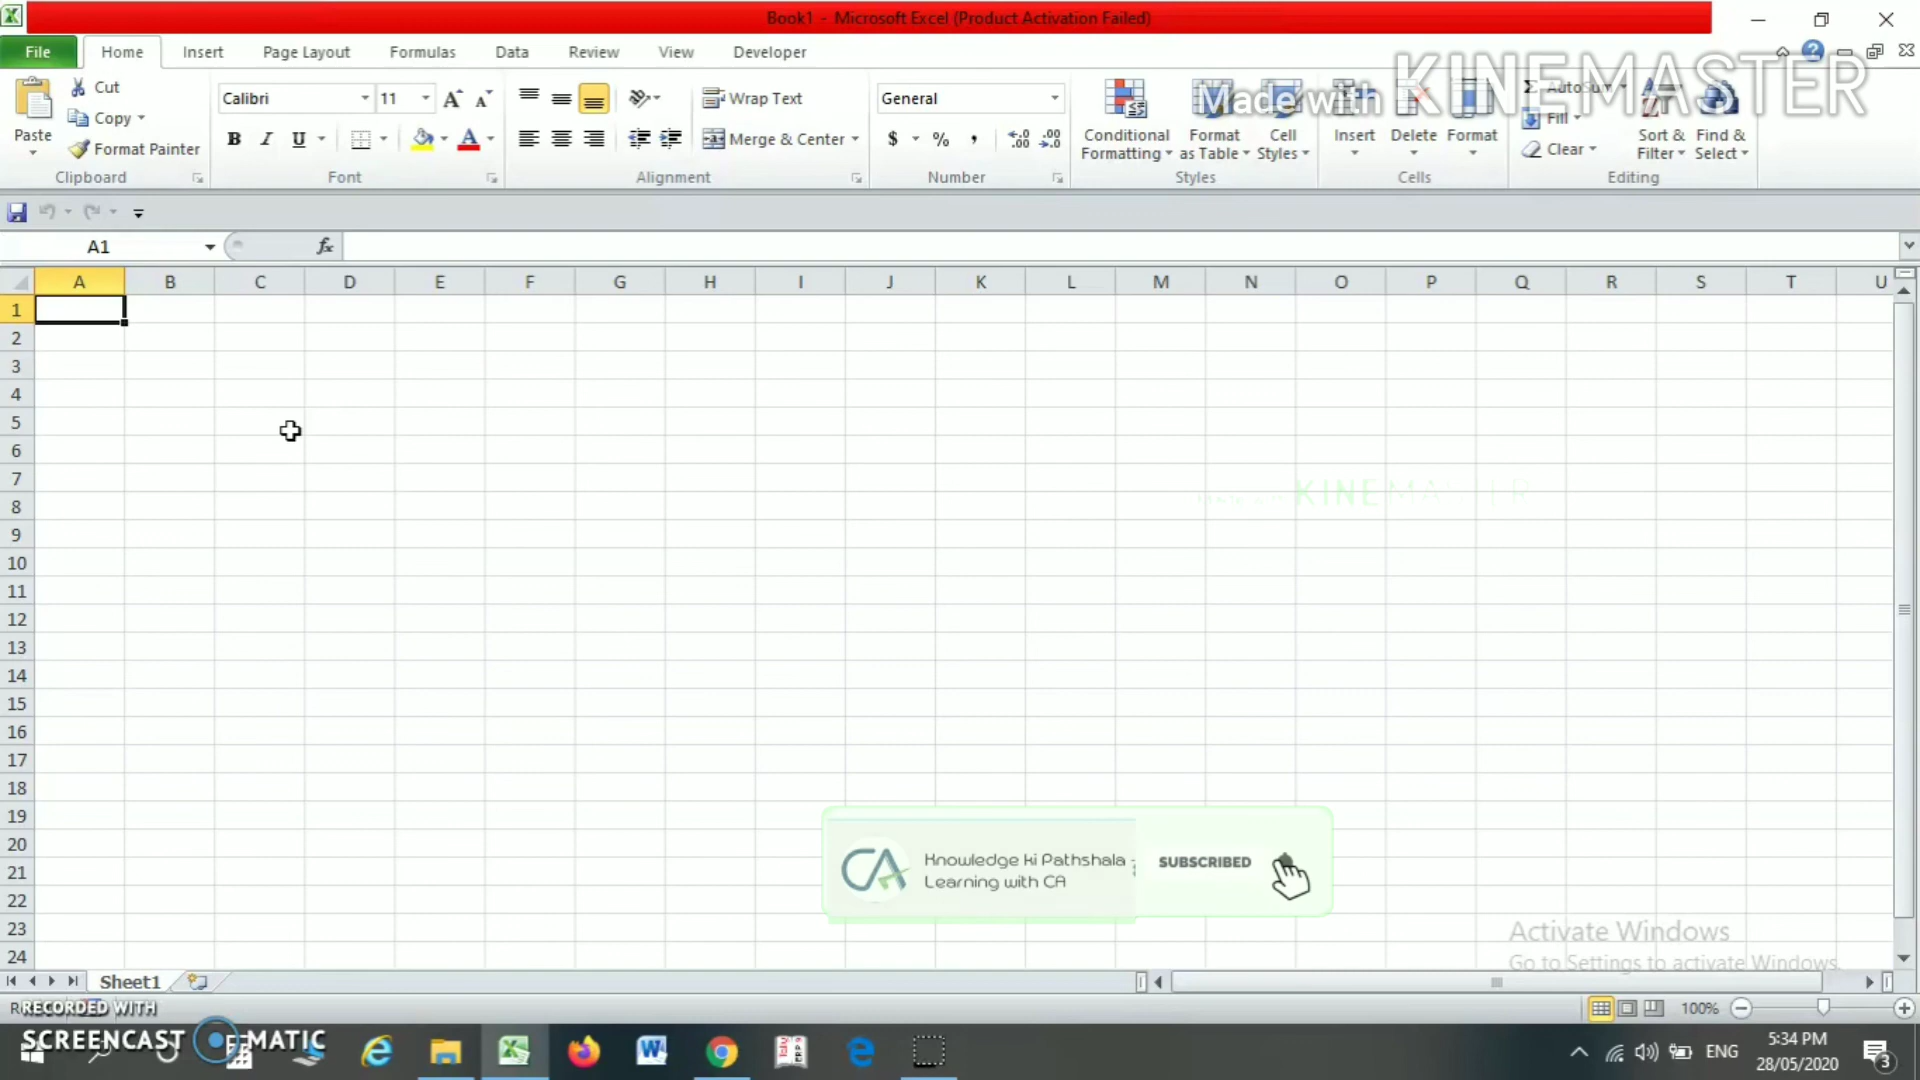 Book1 - Microsoft Excel (Product Activation Failed)
File Home Insert Page Layout Formulas Data Review View Developer
Made with KINEMASTER
Paste
Cut
Copy
Format Painter
Clipboard
Calibri 11
B I U A
Font
Wrap Text
Merge & Center
Alignment
General
$ % ,
Number
Conditional Formatting
Format as Table
Cell Styles
Styles
Insert Delete Format
Cells
Fill
Clear
Sort & Filter
Find & Select
Editing
A1 fx
A B C D E F G H I J K L M N O P Q R S T U
1
2
3
4
5
6
7
8
9
10
11
12
13
14
15
16
17
18
19
20
21
22
23
24
KINEMASTER
CA Knowledge ki Pathshala -
Learning with CA
SUBSCRIBED
Activate Windows
Go to Settings to activate Windows.
Sheet1
100%
RECORDED WITH
SCREENCAST MATIC
ENG
5:34 PM
28/05/2020
3